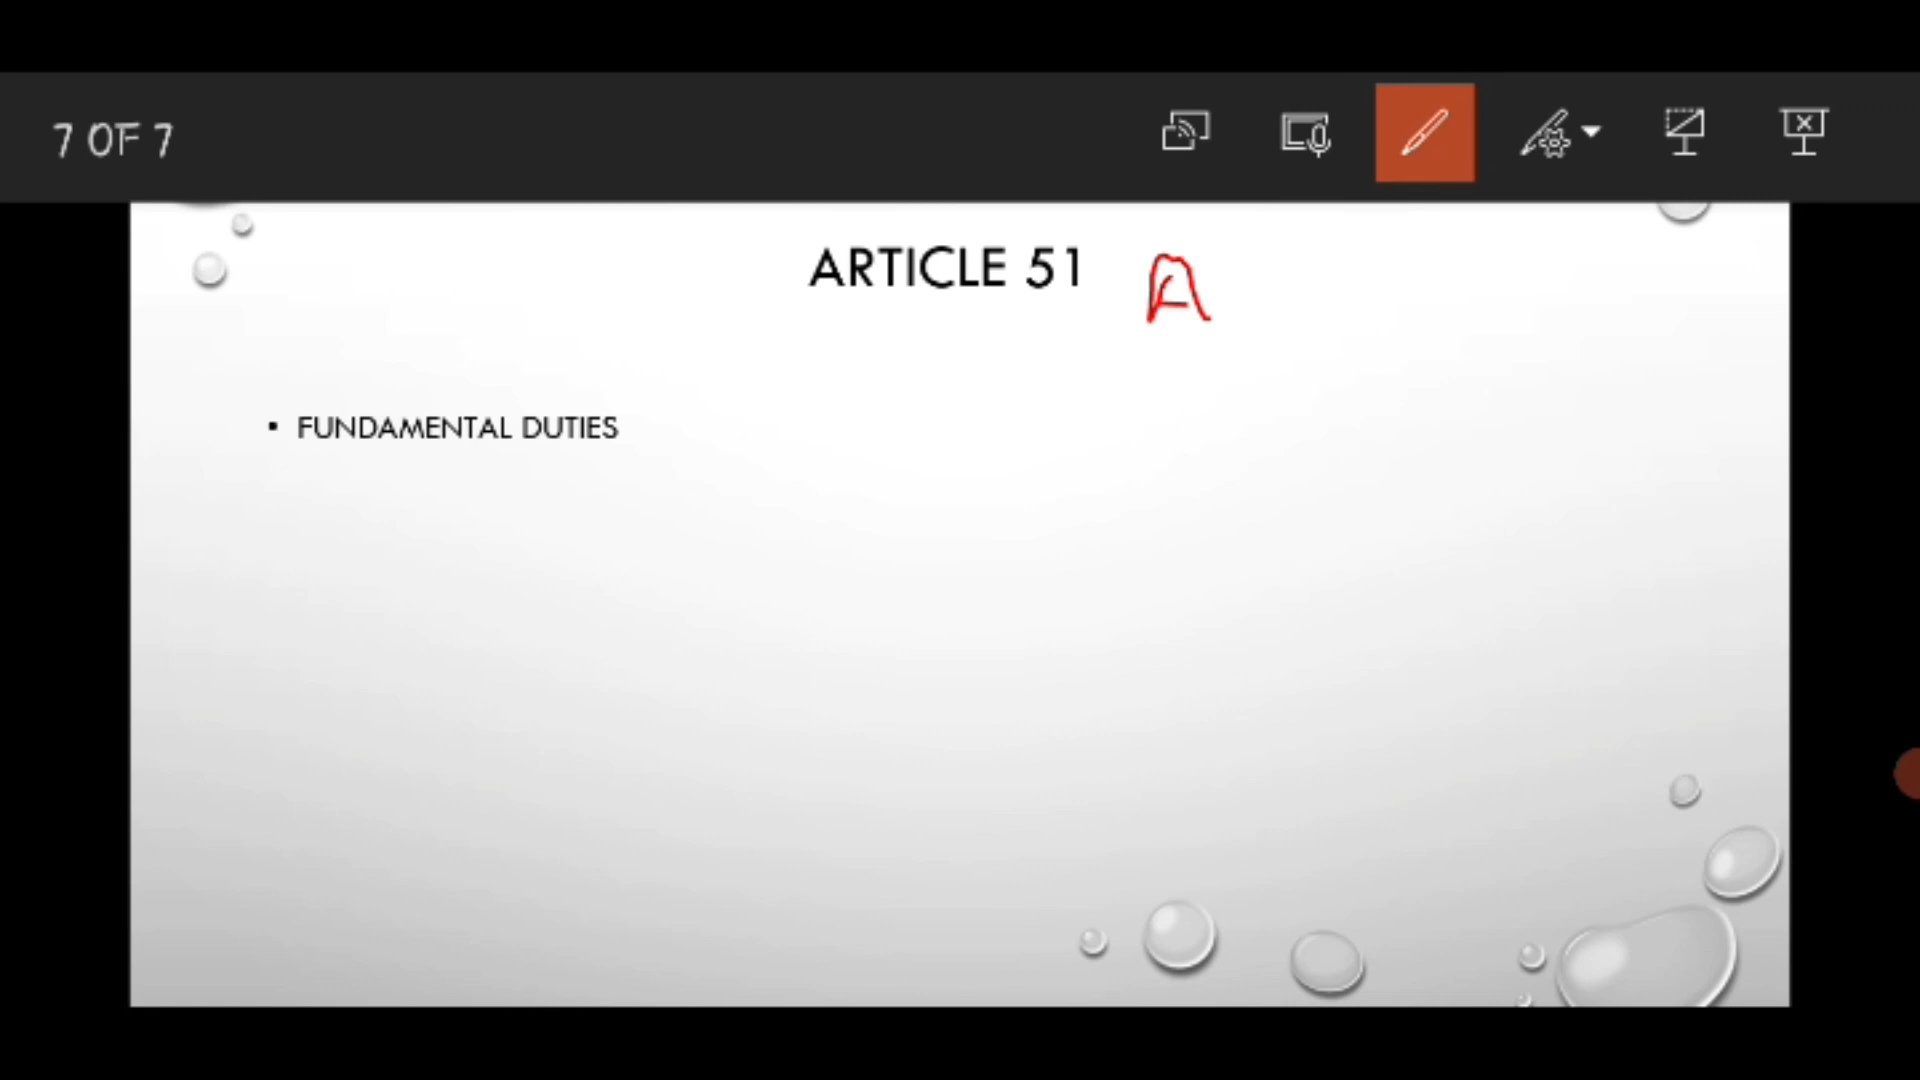 7 OF 7
ARTICLE 51 A
▪ FUNDAMENTAL DUTIES